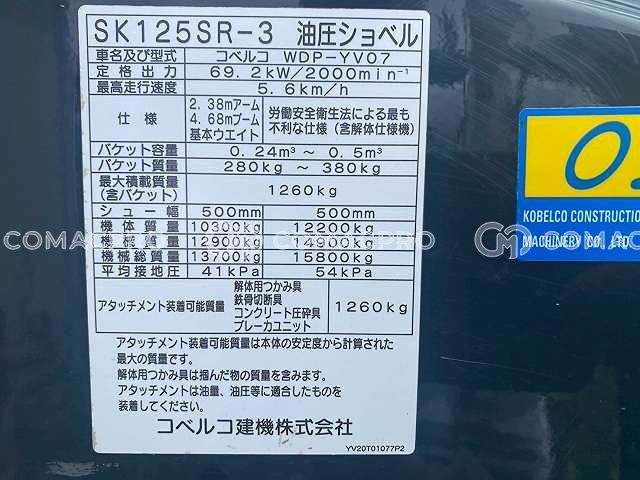 SK125SR-3 油圧ショベル
車名及び型式 コベルコ WDP-YV07
定格出力 69.2kW/2000min⁻¹
最高走行速度 5.6km/h
仕様 2.38mアーム 4.68mブーム 基本ウエイト 労働安全衛生法による最も不利な仕様(含解体仕様機)
バケット容量 0.24m³ ～ 0.5m³
バケット質量 280kg ～ 380kg
最大積載質量(含バケット) 1260kg
シュー幅 500mm 500mm
機体質量 10300kg 12200kg
機械質量 12900kg 14900kg
機械総質量 13700kg 15800kg
平均接地圧 41kPa 54kPa
アタッチメント装着可能質量 解体用つかみ具 鉄骨切断具 コンクリート圧砕具 ブレーカユニット 1260kg
アタッチメント装着可能質量は本体の安定度から計算された
最大の質量です。
解体用つかみ具は掴んだ物の質量を含みます。
アタッチメントは油量、油圧等に適合したものを
装着してください。
コベルコ建機株式会社
YV20T01077P2
KOBELCO CONSTRUCTION
MACHINERY CO., LTD